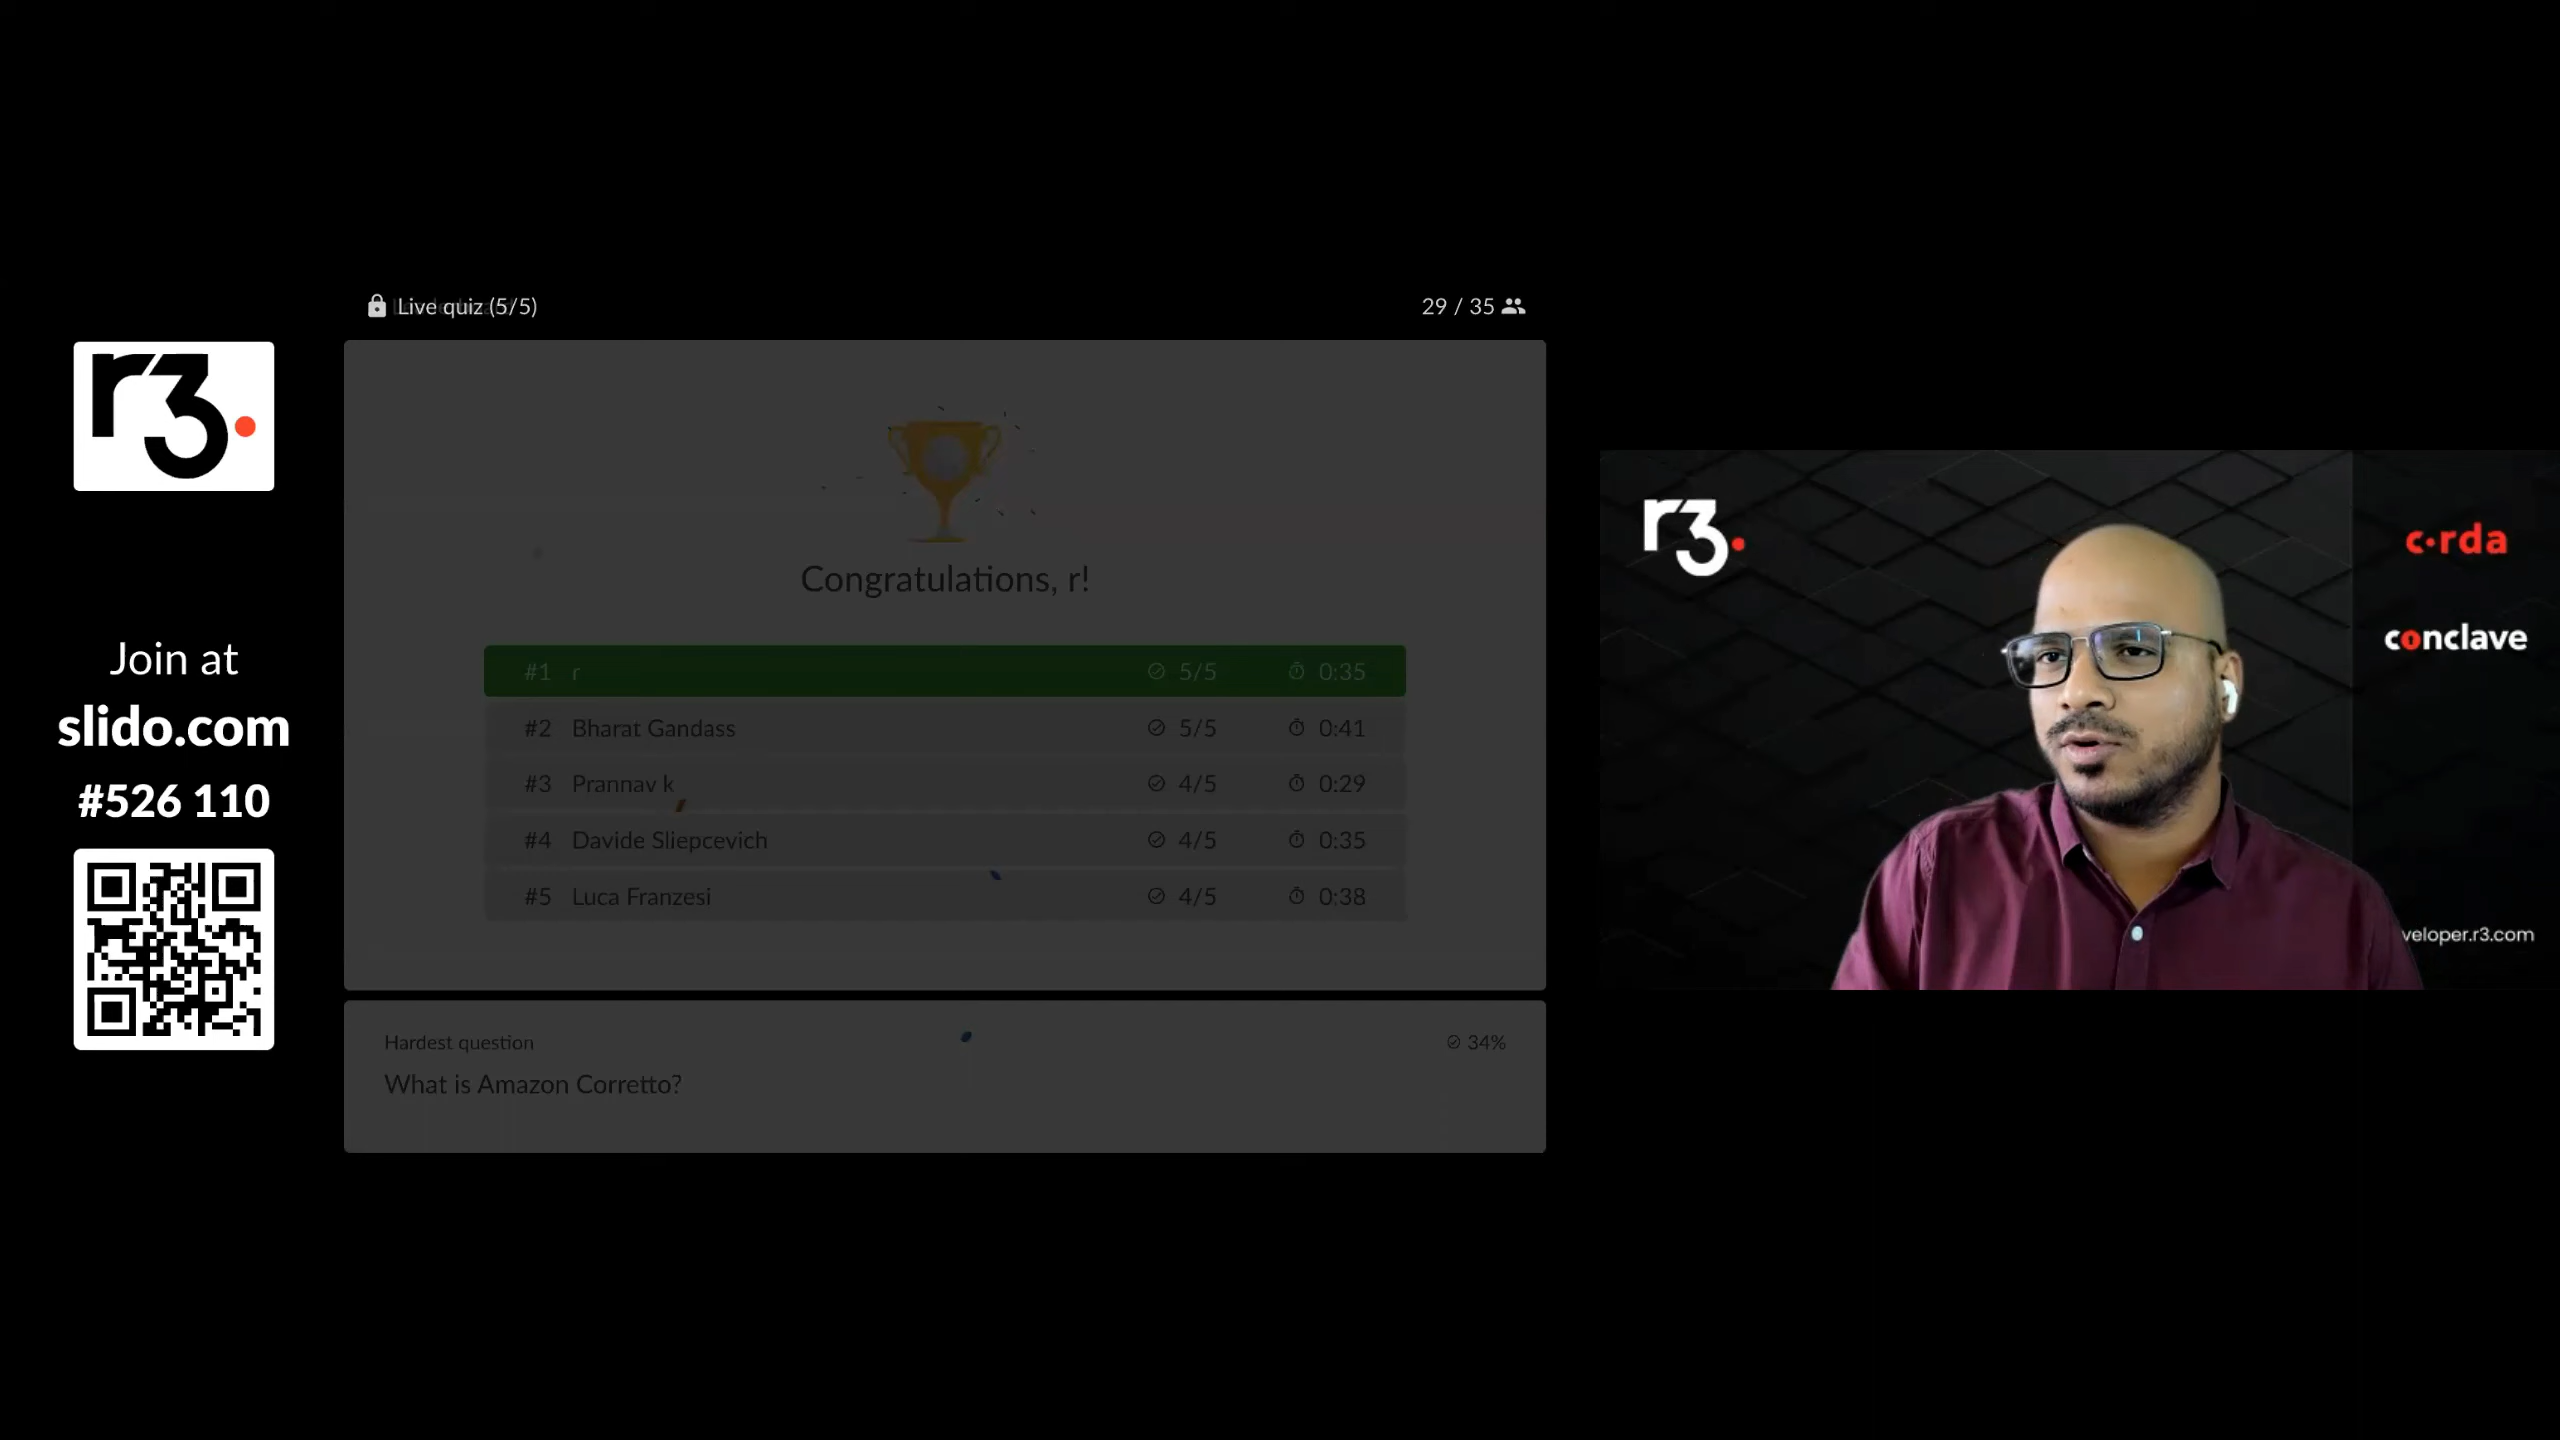 r3.
Join at
slido.com
#526 110
Live quiz (5/5)
29 / 35
Congratulations, r!
#1 r 5/5 0:35
#2 Bharat Gandass 5/5 0:41
#3 Prannav k 4/5 0:29
#4 Davide Sliepcevich 4/5 0:35
#5 Luca Franzesi 4/5 0:38
Hardest question 34%
What is Amazon Corretto?
r3.
c·rda
conclave
veloper.r3.com